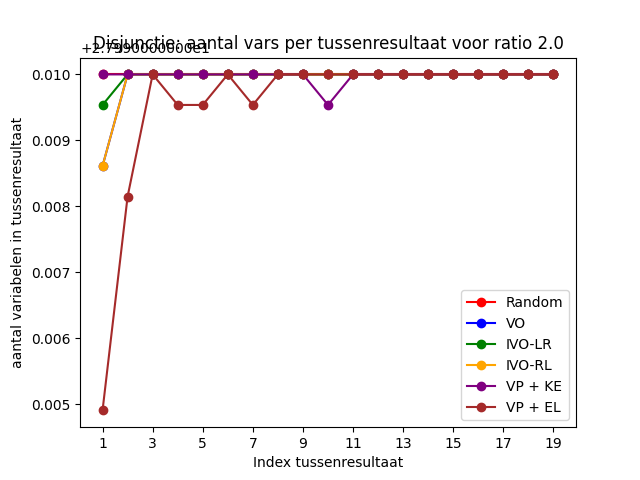 Disjunctie: aantal vars per tussenresultaat voor ratio 2.0
+2.7990000000e1
0.010
0.009
0.008
0.007
0.006
0.005
aantal variabelen in tussenresultaat
1 3 5 7 9 11 13 15 17 19
Index tussenresultaat
Random
VO
IVO-LR
IVO-RL
VP + KE
VP + EL